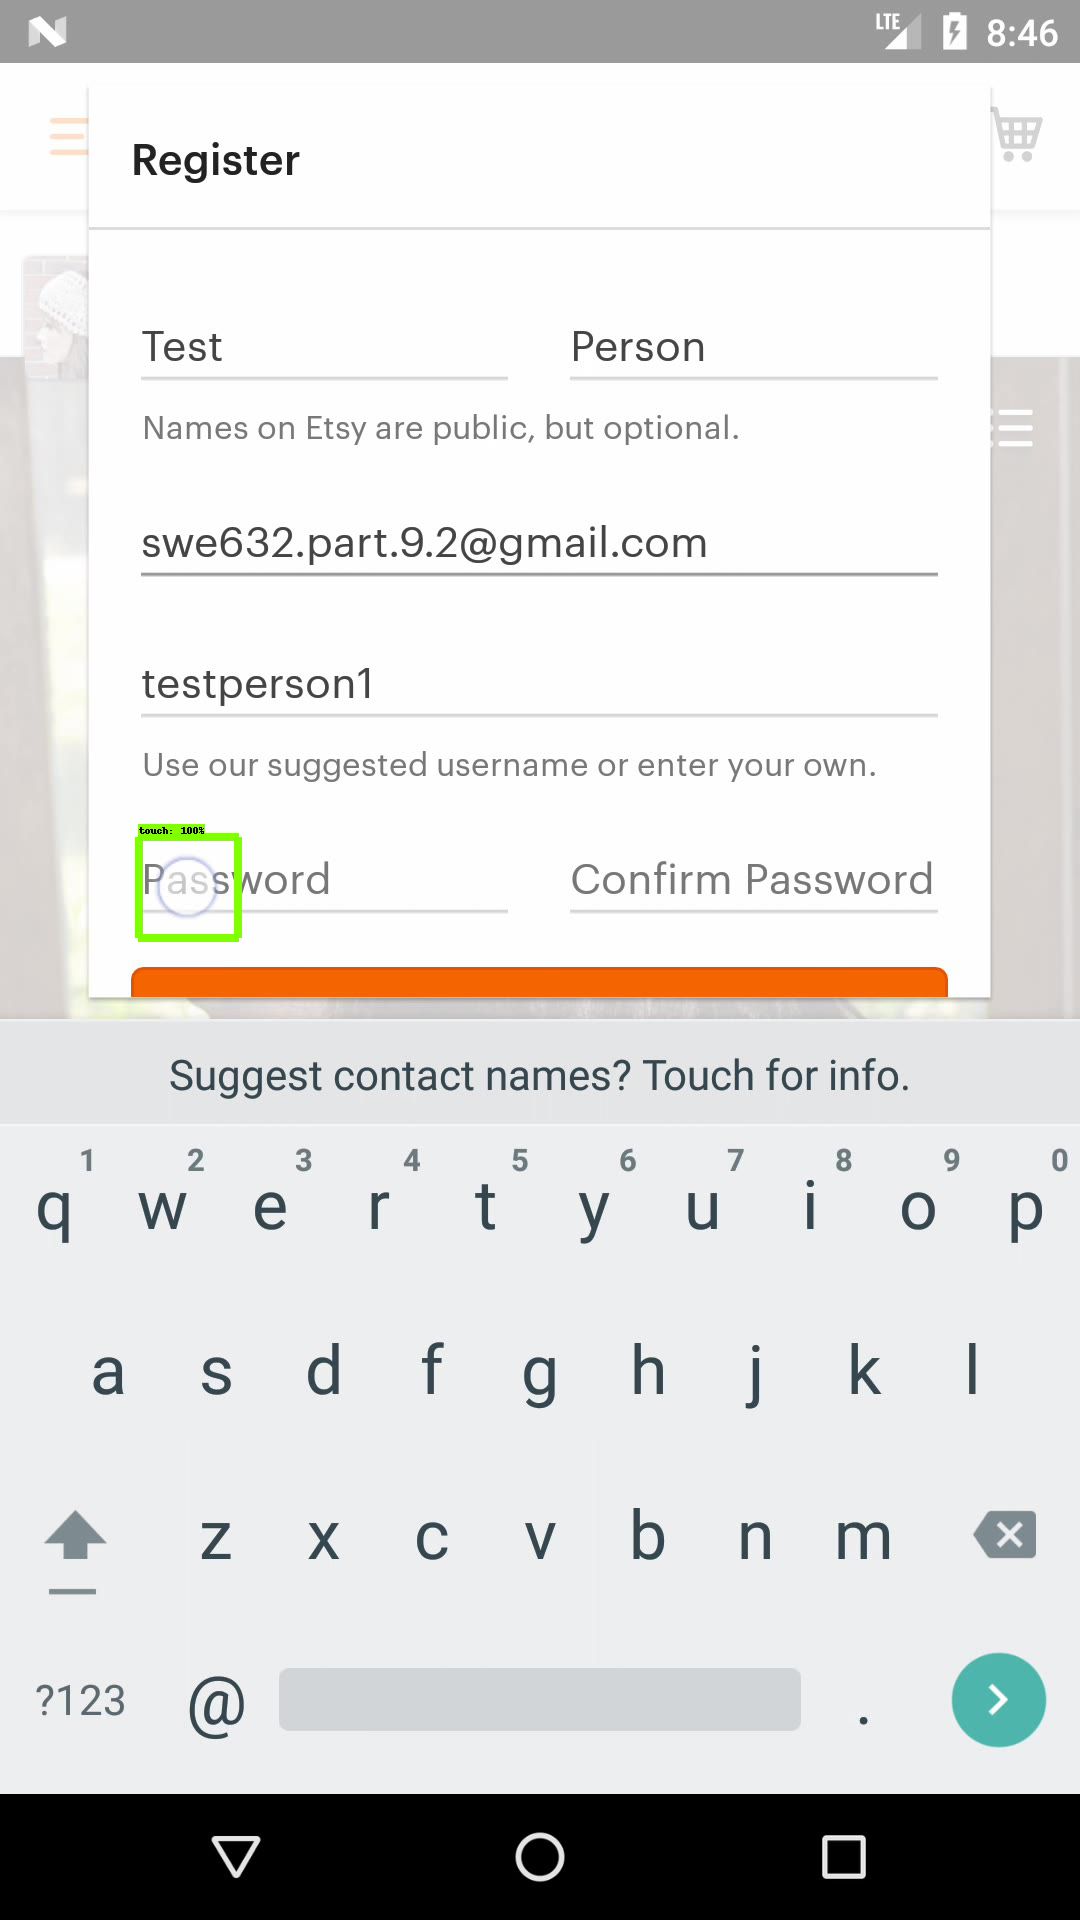 LTE 8:46
Register
Test Person
Names on Etsy are public, but optional.
swe632.part.9.2@gmail.com
testperson1
Use our suggested username or enter your own.
touch: 100%
Password Confirm Password
Suggest contact names? Touch for info.
1 2 3 4 5 6 7 8 9 0
q w e r t y u i o p
a s d f g h j k l
z x c v b n m
?123 @ .